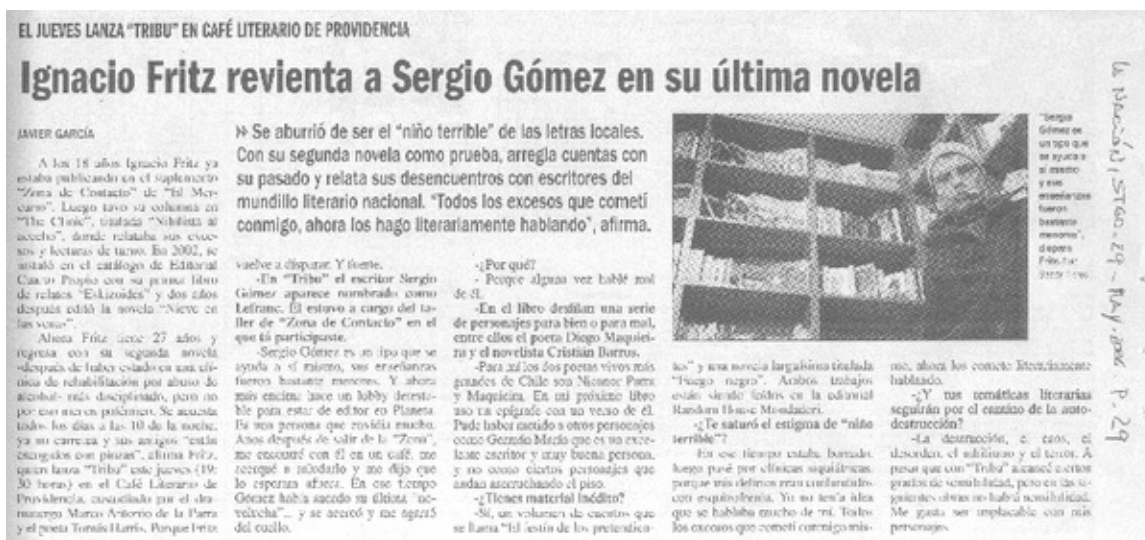 EL JUEVES LANZA "TRIBU" EN CAFÉ LITERARIO DE PROVIDENCIA
Ignacio Fritz revienta a Sergio Gómez en su última novela
JAVIER GARCÍA
A los 18 años Ignacio Fritz ya
estaba publicando en el suplemento
"Zona de Contacto" de "El Mer-
curio". Luego tuvo su columna en
"The Clinic", titulada "Nihilista al
acecho", donde relataba sus exce-
sos y lecturas de turno. En 2002, se
instaló en el catálogo de Editorial
Cuarto Propio con su primer libro
de relatos "Eskizoides" y dos años
después editó la novela "Nieve en
las venas".
Ahora Fritz tiene 27 años y
regresa con su segunda novela
-después de haber estado en una clí-
nica de rehabilitación por abuso de
alcohol- más disciplinado, pero no
por eso menos polémico. Se acuesta
todos los días a las 10 de la noche,
ya no carretea y sus amigos "están
escogidos con pinzas", afirma Fritz,
quien lanza "Tribu" este jueves (19:
30 horas) en el Café Literario de
Providencia, custodiado por el dra-
maturgo Marco Antonio de la Parra
y el poeta Tomás Harris. Porque Fritz
» Se aburrió de ser el "niño terrible" de las letras locales.
Con su segunda novela como prueba, arregla cuentas con
su pasado y relata sus desencuentros con escritores del
mundillo literario nacional. "Todos los excesos que cometí
conmigo, ahora los hago literariamente hablando", afirma.
vuelve a disparar. Y fuerte.
-En "Tribu" el escritor Sergio
Gómez aparece nombrado como
Lefranc. Él estuvo a cargo del ta-
ller de "Zona de Contacto" en el
que tú participaste.
-Sergio Gómez es un tipo que se
ayuda a sí mismo, sus enseñanzas
fueron bastante menores. Y ahora
más encima hace un lobby detesta-
ble para estar de editor en Planeta.
Es una persona que envidia mucho.
Años después de salir de la "Zona",
me encontré con él en un café, me
acerqué a saludarlo y me dijo que
lo esperara afuera. En ese tiempo
Gómez había sacado su última "no-
velucha"... y se acercó y me agarró
del cuello.
-¿Por qué?
- Porque alguna vez hablé mal
de él.
-En el libro desfilan una serie
de personajes para bien o para mal,
entre ellos el poeta Diego Maquiei-
ra y el novelista Cristián Barros.
-Para mí los dos poetas vivos más
grandes de Chile son Nicanor Parra
y Maquieira. En mi próximo libro
uso un epígrafe con un verso de él.
Pude haber metido a otros personajes
como Germán Marín que es un exce-
lente escritor y muy buena persona,
y no como ciertos personajes que
andan aserruchando el piso.
-¿Tienes material inédito?
-Sí, un volumen de cuentos que
se llama "El festín de los pretendien-
"Sergio
Gómez es
un tipo que
se ayuda a
sí mismo
y sus
enseñanzas
fueron
bastante
menores",
dispara
Fritz
tes" y una novela larguísima titulada
"Fuego negro". Ambos trabajos
están siendo leídos en la editorial
Random House Mondadori.
-¿Te saturó el estigma de "niño
terrible"?
-En ese tiempo estaba borrado,
luego pasé por clínicas siquiátricas,
porque mis delirios eran confundidos
con esquizofrenia. Yo no tenía idea
que se hablaba mucho de mí. Todos
los excesos que cometí conmigo mis-
mo, ahora los cometo literariamente
hablando.
-¿Y tus temáticas literarias
seguirán por el camino de la auto-
destrucción?
-La destrucción, el caos, el
desorden, el nihilismo y el terror. A
pesar que con "Tribu" alcancé ciertos
grados de sensibilidad, pero en las si-
guientes obras no habrá sensibilidad.
Me gusta ser implacable con mis
personajes.
La Nación, STGO. 29-MAY. P. 29